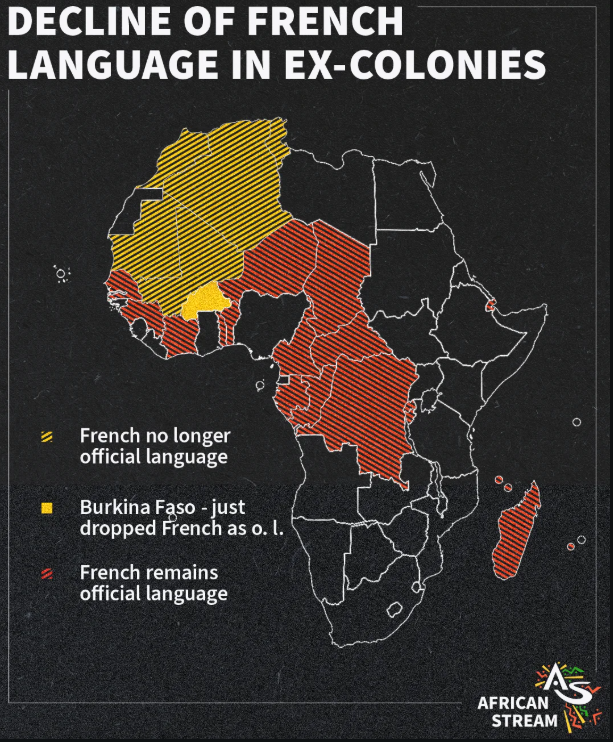 DECLINE OF FRENCH
LANGUAGE IN EX-COLONIES
French no longer
official language
Burkina Faso - just
dropped French as o. l.
French remains
official language
AS
AFRICAN
STREAM